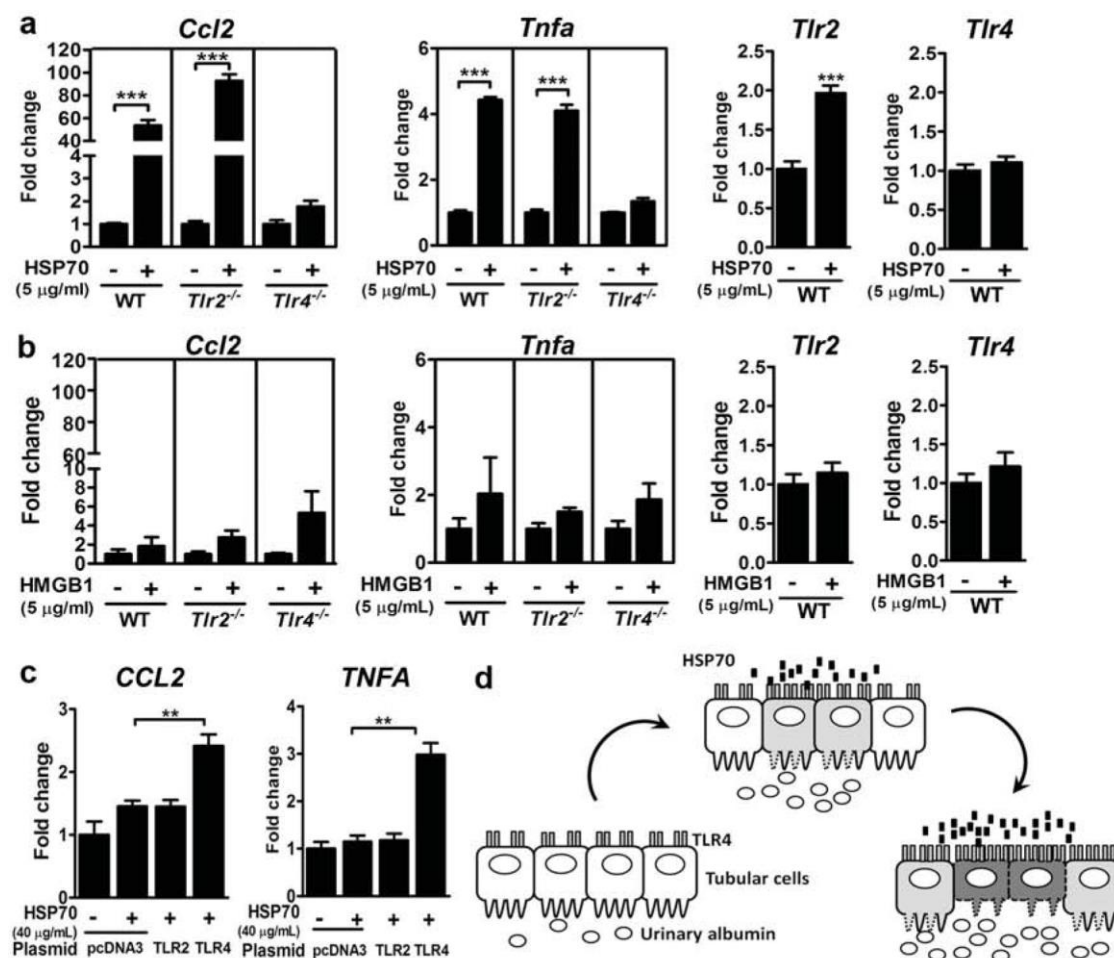 a
Ccl2
Tnfa
Tlr2
Tlr4
Fold change
120
100
80
60
40
4
2
1
0
***
***
HSP70 - + - + - +
(5 µg/ml)
WT Tlr2-/- Tlr4-/-
Fold change
6
4
2
0
***
***
HSP70 - + - + - +
(5 µg/mL)
WT Tlr2-/- Tlr4-/-
Fold change
2.5
2.0
1.5
1.0
0.5
0.0
***
HSP70 - +
(5 µg/mL)
WT
Fold change
2.5
2.0
1.5
1.0
0.5
0.0
HSP70 - +
(5 µg/mL)
WT
b
Ccl2
Tnfa
Tlr2
Tlr4
Fold change
120
100
80
60
10
8
6
4
2
0
HMGB1 - + - + - +
(5 µg/ml)
WT Tlr2-/- Tlr4-/-
Fold change
6
4
2
0
HMGB1 - + - + - +
(5 µg/mL)
WT Tlr2-/- Tlr4-/-
Fold change
2.5
2.0
1.5
1.0
0.5
0.0
HMGB1 - +
(5 µg/mL)
WT
Fold change
2.5
2.0
1.5
1.0
0.5
0.0
HMGB1 - +
(5 µg/mL)
WT
c
CCL2
TNFA
Fold change
3
2
1
0
**
HSP70 - + + +
(40 µg/mL)
Plasmid pcDNA3 TLR2 TLR4
Fold change
4
3
2
1
0
**
HSP70 - + + +
(40 µg/mL)
Plasmid pcDNA3 TLR2 TLR4
d
HSP70
TLR4
Tubular cells
Urinary albumin